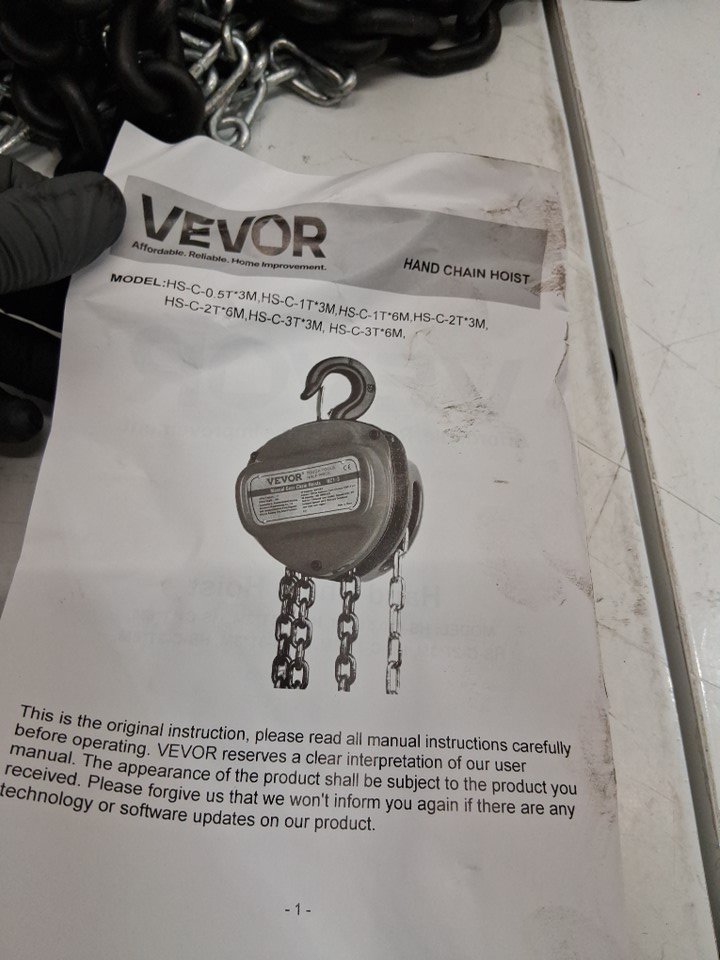 VEVOR
Affordable. Reliable. Home Improvement.
HAND CHAIN HOIST
MODEL:HS-C-0.5T*3M,HS-C-1T*3M,HS-C-1T*6M,HS-C-2T*3M,
HS-C-2T*6M,HS-C-3T*3M, HS-C-3T*6M,
VEVOR
CE
This is the original instruction, please read all manual instructions carefully
before operating. VEVOR reserves a clear interpretation of our user
manual. The appearance of the product shall be subject to the product you
received. Please forgive us that we won't inform you again if there are any
technology or software updates on our product.
- 1 -